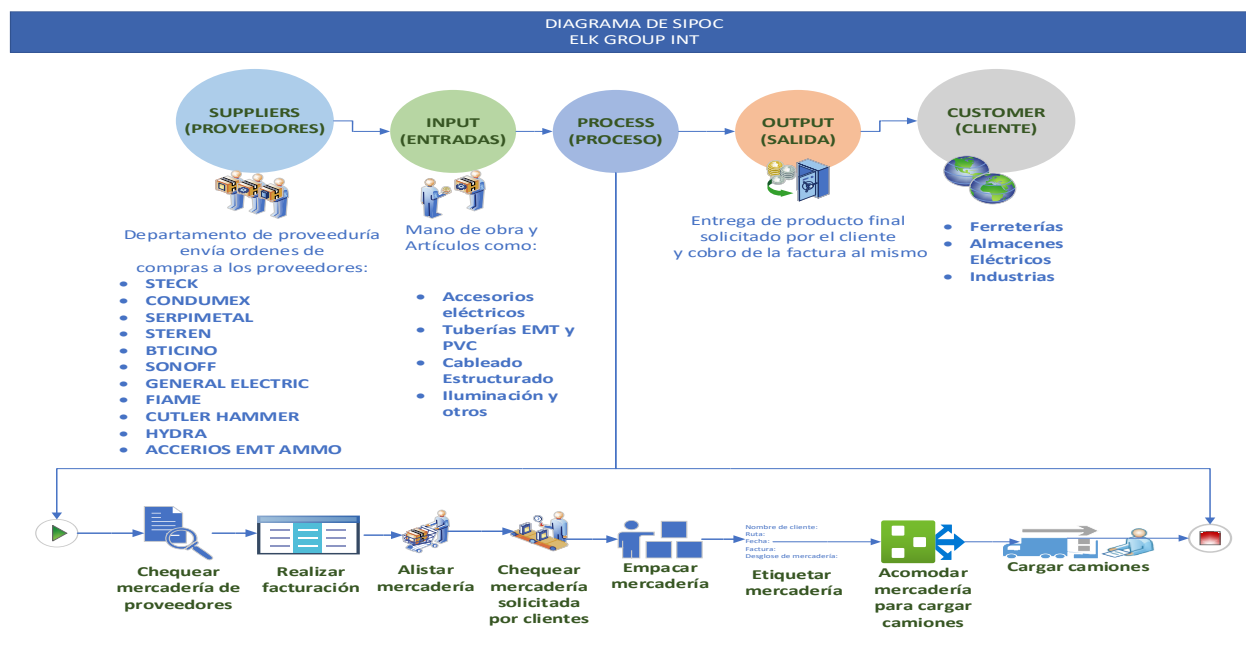 DIAGRAMA DE SIPOC
ELK GROUP INT
SUPPLIERS
(PROVEEDORES)
INPUT
(ENTRADAS)
PROCESS
(PROCESO)
OUTPUT
(SALIDA)
CUSTOMER
(CLIENTE)
Departamento de proveeduría
envía ordenes de
compras a los proveedores:
• STECK
• CONDUMEX
• SERPIMETAL
• STEREN
• BTICINO
• SONOFF
• GENERAL ELECTRIC
• FIAME
• CUTLER HAMMER
• HYDRA
• ACCERIOS EMT AMMO
Mano de obra y
Artículos como:
• Accesorios
eléctricos
• Tuberías EMT y
PVC
• Cableado
Estructurado
• Iluminación y
otros
Entrega de producto final
solicitado por el cliente
y cobro de la factura al mismo
• Ferreterías
• Almacenes
Eléctricos
• Industrias
Chequear
mercadería de
proveedores
Realizar
facturación
Alistar
mercadería
Chequear
mercadería
solicitada
por clientes
Empacar
mercadería
Nombre de cliente:
Ruta:
Fecha:
Factura:
Desglose de mercadería:
Etiquetar
mercadería
Acomodar
mercadería
para cargar
camiones
Cargar camiones